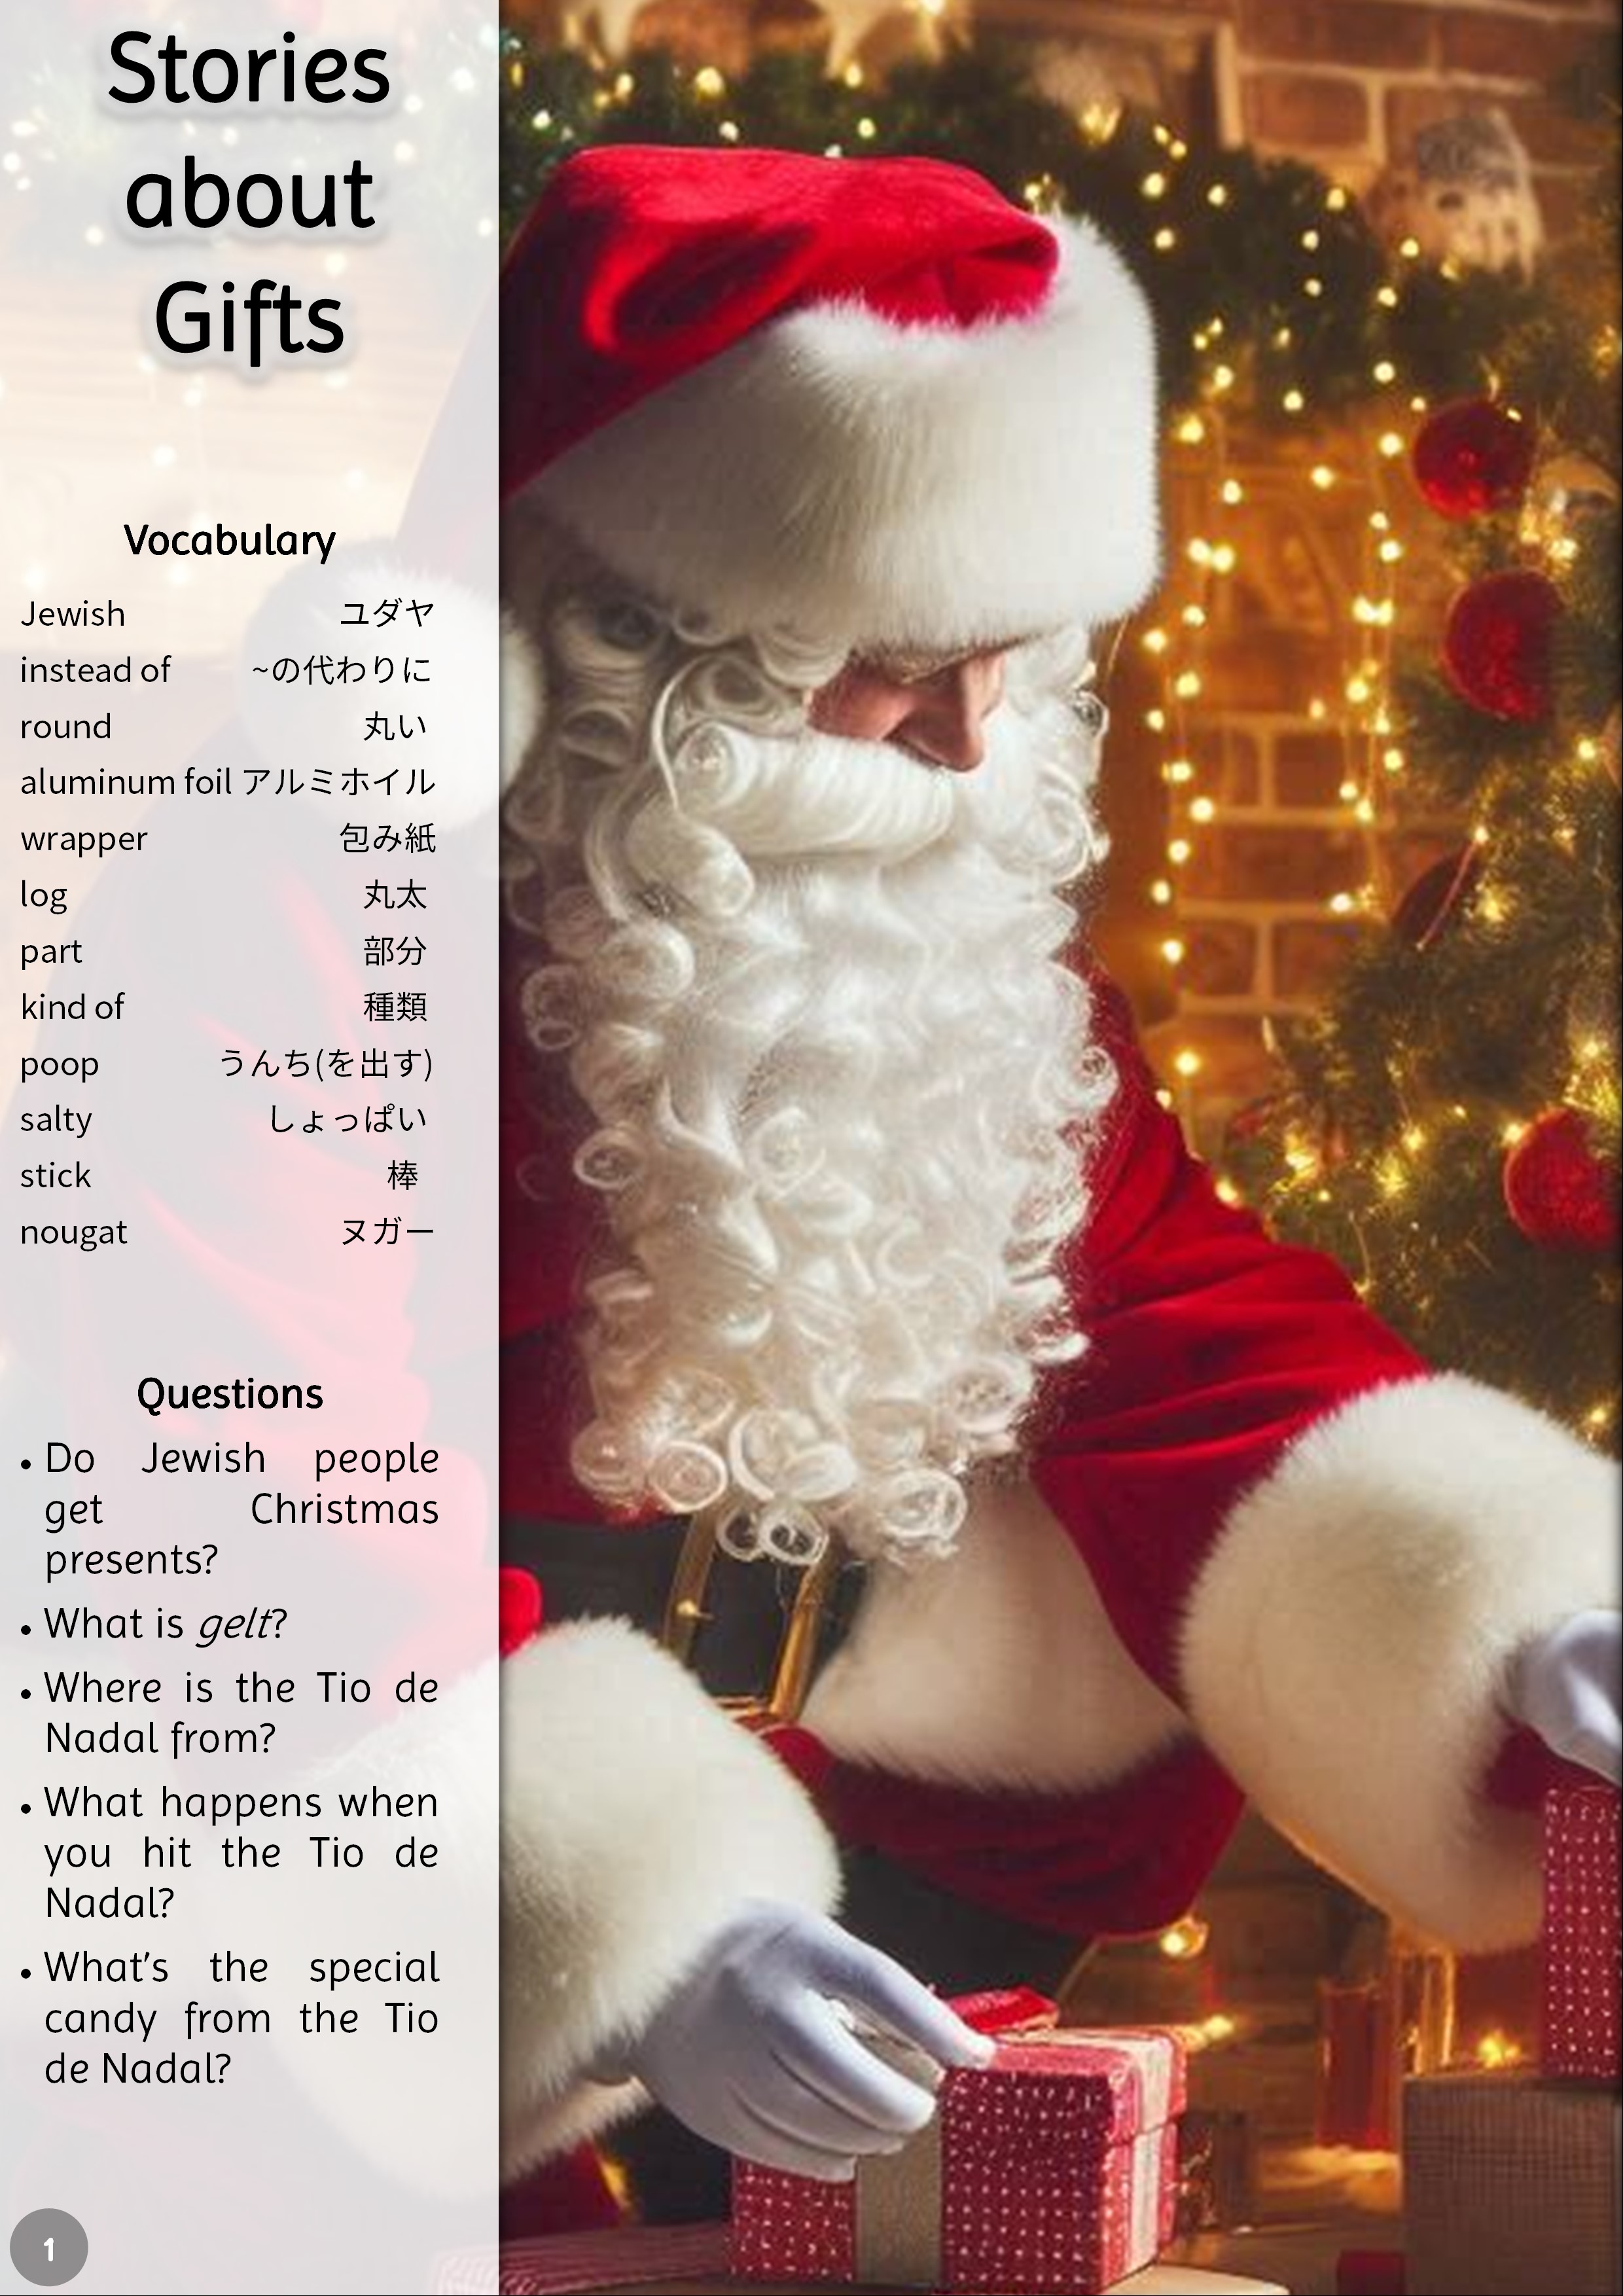 Stories
about
Gifts
Vocabulary
Jewish ユダヤ
instead of ~の代わりに
round 丸い
aluminum foil アルミホイル
wrapper 包み紙
log 丸太
part 部分
kind of 種類
poop うんち(を出す)
salty しょっぱい
stick 棒
nougat ヌガー
Questions
• Do Jewish people
get Christmas
presents?
• What is gelt?
• Where is the Tio de
Nadal from?
• What happens when
you hit the Tio de
Nadal?
• What's the special
candy from the Tio
de Nadal?
1